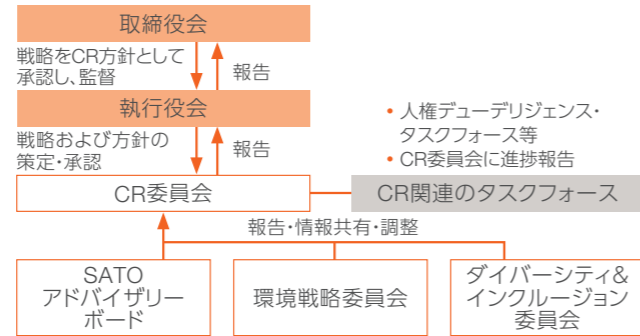 取締役会
戦略をCR方針として
承認し、監督
報告
執行役会
戦略および方針の
策定・承認
報告
• 人権デューデリジェンス・
タスクフォース等
• CR委員会に進捗報告
CR委員会
CR関連のタスクフォース
報告・情報共有・調整
SATO
アドバイザリー
ボード
環境戦略委員会
ダイバーシティ&
インクルージョン
委員会